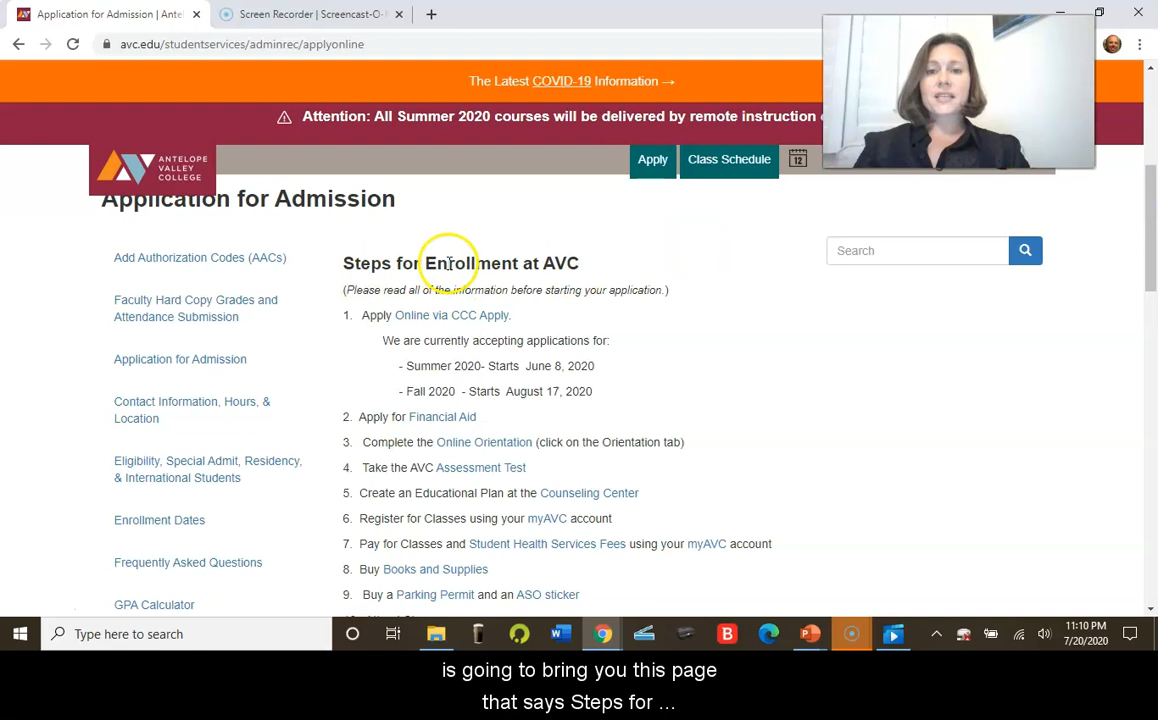 Application for Admission | Antel
Screen Recorder | Screencast-O-
avc.edu/studentservices/adminrec/applyonline
The Latest COVID-19 Information →
Attention: All Summer 2020 courses will be delivered by remote instruction
ANTELOPE
VALLEY
COLLEGE
Apply
Class Schedule
12
Application for Admission
Add Authorization Codes (AACs)
Faculty Hard Copy Grades and
Attendance Submission
Application for Admission
Contact Information, Hours, &
Location
Eligibility, Special Admit, Residency,
& International Students
Enrollment Dates
Frequently Asked Questions
GPA Calculator
Steps for Enrollment at AVC
(Please read all of the information before starting your application.)
1. Apply Online via CCC Apply.
We are currently accepting applications for:
- Summer 2020- Starts June 8, 2020
- Fall 2020 - Starts August 17, 2020
2. Apply for Financial Aid
3. Complete the Online Orientation (click on the Orientation tab)
4. Take the AVC Assessment Test
5. Create an Educational Plan at the Counseling Center
6. Register for Classes using your myAVC account
7. Pay for Classes and Student Health Services Fees using your myAVC account
8. Buy Books and Supplies
9. Buy a Parking Permit and an ASO sticker
Search
Type here to search
11:10 PM
7/20/2020
is going to bring you this page
that says Steps for ...